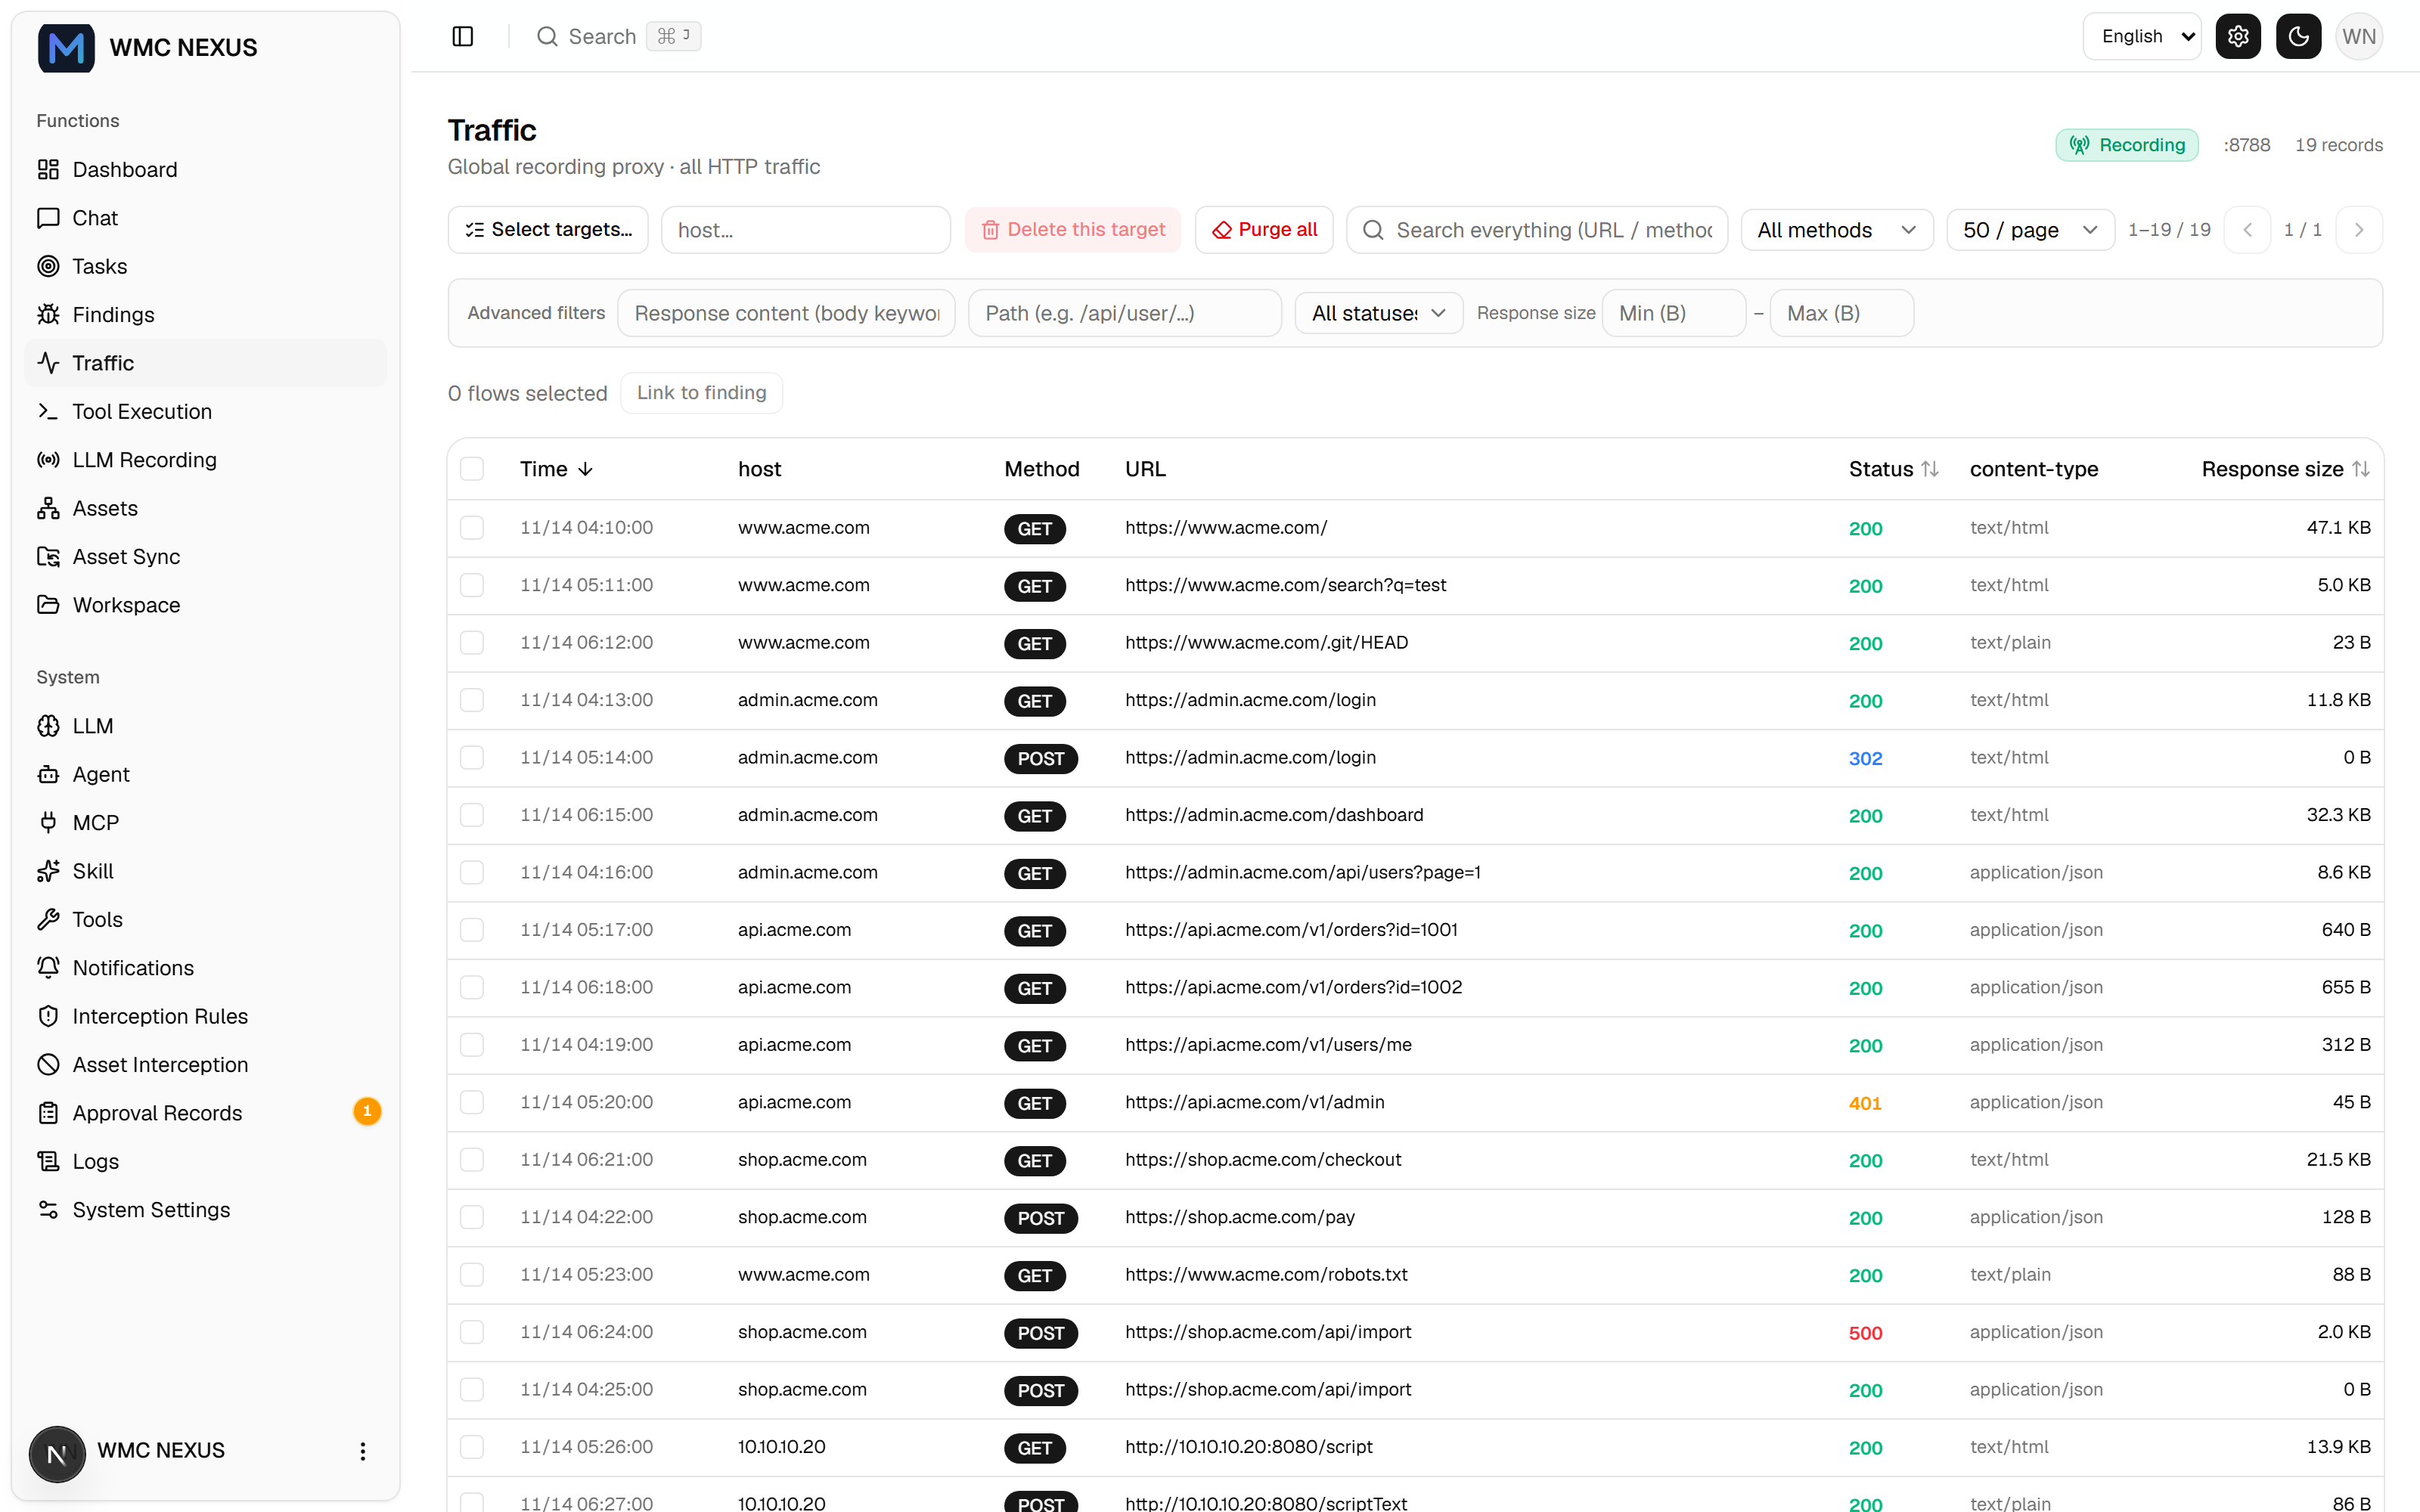 WMC NEXUS
Functions
Dashboard
Chat
Tasks
Findings
Traffic
Tool Execution
LLM Recording
Assets
Asset Sync
Workspace
System
LLM
Agent
MCP
Skill
Tools
Notifications
Interception Rules
Asset Interception
Approval Records 1
Logs
System Settings
N WMC NEXUS
Search ⌘ J
English WN
Traffic
Global recording proxy · all HTTP traffic
Recording :8788 19 records
Select targets... host... Delete this target Purge all Search everything (URL / method All methods 50 / page 1–19 / 19 1 / 1
Advanced filters Response content (body keywor Path (e.g. /api/user/...) All statuses Response size Min (B) – Max (B)
0 flows selected Link to finding
Time host Method URL Status content-type Response size
11/14 04:10:00 www.acme.com GET https://www.acme.com/ 200 text/html 47.1 KB
11/14 05:11:00 www.acme.com GET https://www.acme.com/search?q=test 200 text/html 5.0 KB
11/14 06:12:00 www.acme.com GET https://www.acme.com/.git/HEAD 200 text/plain 23 B
11/14 04:13:00 admin.acme.com GET https://admin.acme.com/login 200 text/html 11.8 KB
11/14 05:14:00 admin.acme.com POST https://admin.acme.com/login 302 text/html 0 B
11/14 06:15:00 admin.acme.com GET https://admin.acme.com/dashboard 200 text/html 32.3 KB
11/14 04:16:00 admin.acme.com GET https://admin.acme.com/api/users?page=1 200 application/json 8.6 KB
11/14 05:17:00 api.acme.com GET https://api.acme.com/v1/orders?id=1001 200 application/json 640 B
11/14 06:18:00 api.acme.com GET https://api.acme.com/v1/orders?id=1002 200 application/json 655 B
11/14 04:19:00 api.acme.com GET https://api.acme.com/v1/users/me 200 application/json 312 B
11/14 05:20:00 api.acme.com GET https://api.acme.com/v1/admin 401 application/json 45 B
11/14 06:21:00 shop.acme.com GET https://shop.acme.com/checkout 200 text/html 21.5 KB
11/14 04:22:00 shop.acme.com POST https://shop.acme.com/pay 200 application/json 128 B
11/14 05:23:00 www.acme.com GET https://www.acme.com/robots.txt 200 text/plain 88 B
11/14 06:24:00 shop.acme.com POST https://shop.acme.com/api/import 500 application/json 2.0 KB
11/14 04:25:00 shop.acme.com POST https://shop.acme.com/api/import 200 application/json 0 B
11/14 05:26:00 10.10.10.20 GET http://10.10.10.20:8080/script 200 text/html 13.9 KB
11/14 06:27:00 10.10.10.20 POST http://10.10.10.20:8080/scriptText 200 text/plain 86 B